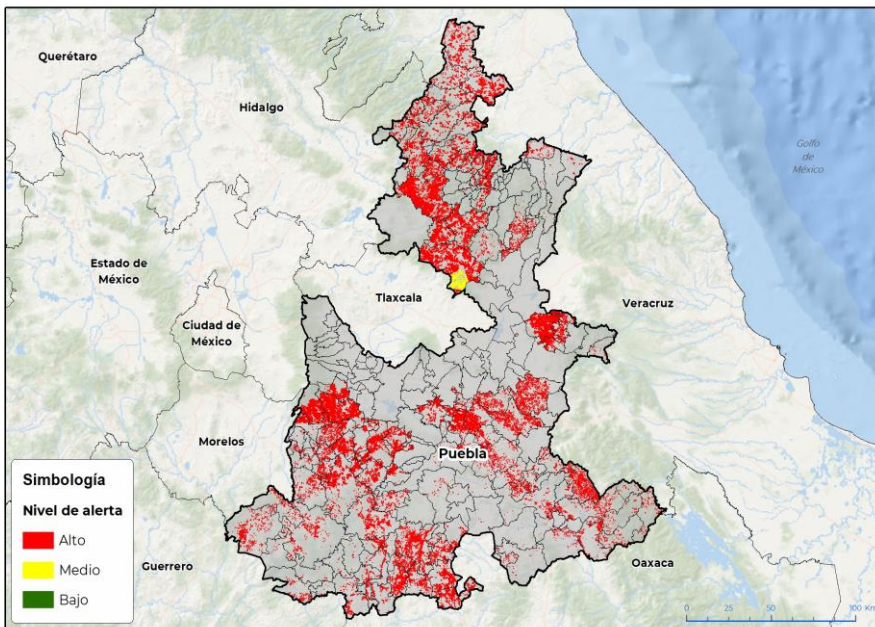 Querétaro
Hidalgo
Golfo
de
México
Estado de
México
Tlaxcala
Veracruz
Ciudad de
México
Morelos
Puebla
Simbología
Nivel de alerta
Alto
Medio
Bajo
Guerrero
Oaxaca
0 25 50 100 Km